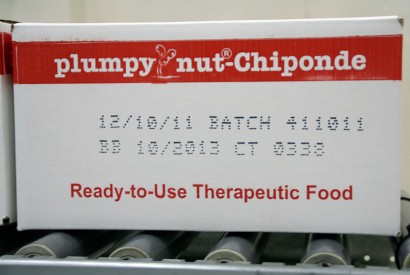 plumpy nut®-Chiponde
12/10/11 BATCH 411011
BB 10/2013 CT 0338
Ready-to-Use Therapeutic Food